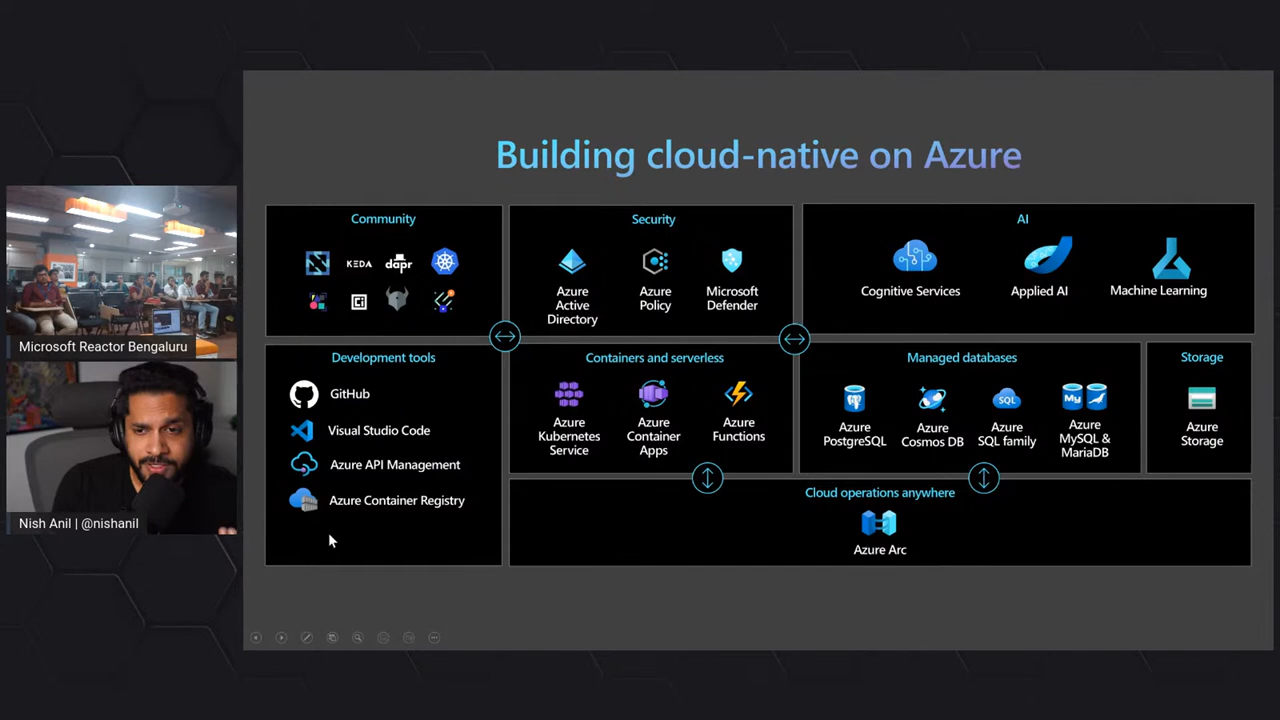 Building cloud-native on Azure
Community
KEDA
dapr
Security
Azure
Active
Directory
Azure
Policy
Microsoft
Defender
AI
Cognitive Services
Applied AI
Machine Learning
Development tools
GitHub
Visual Studio Code
Azure API Management
Azure Container Registry
Containers and serverless
Azure
Kubernetes
Service
Azure
Container
Apps
Azure
Functions
Managed databases
Azure
PostgreSQL
Azure
Cosmos DB
SQL
Azure
SQL family
My
Azure
MySQL &
MariaDB
Storage
Azure
Storage
Cloud operations anywhere
Azure Arc
Microsoft Reactor Bengaluru
Nish Anil | @nishanil